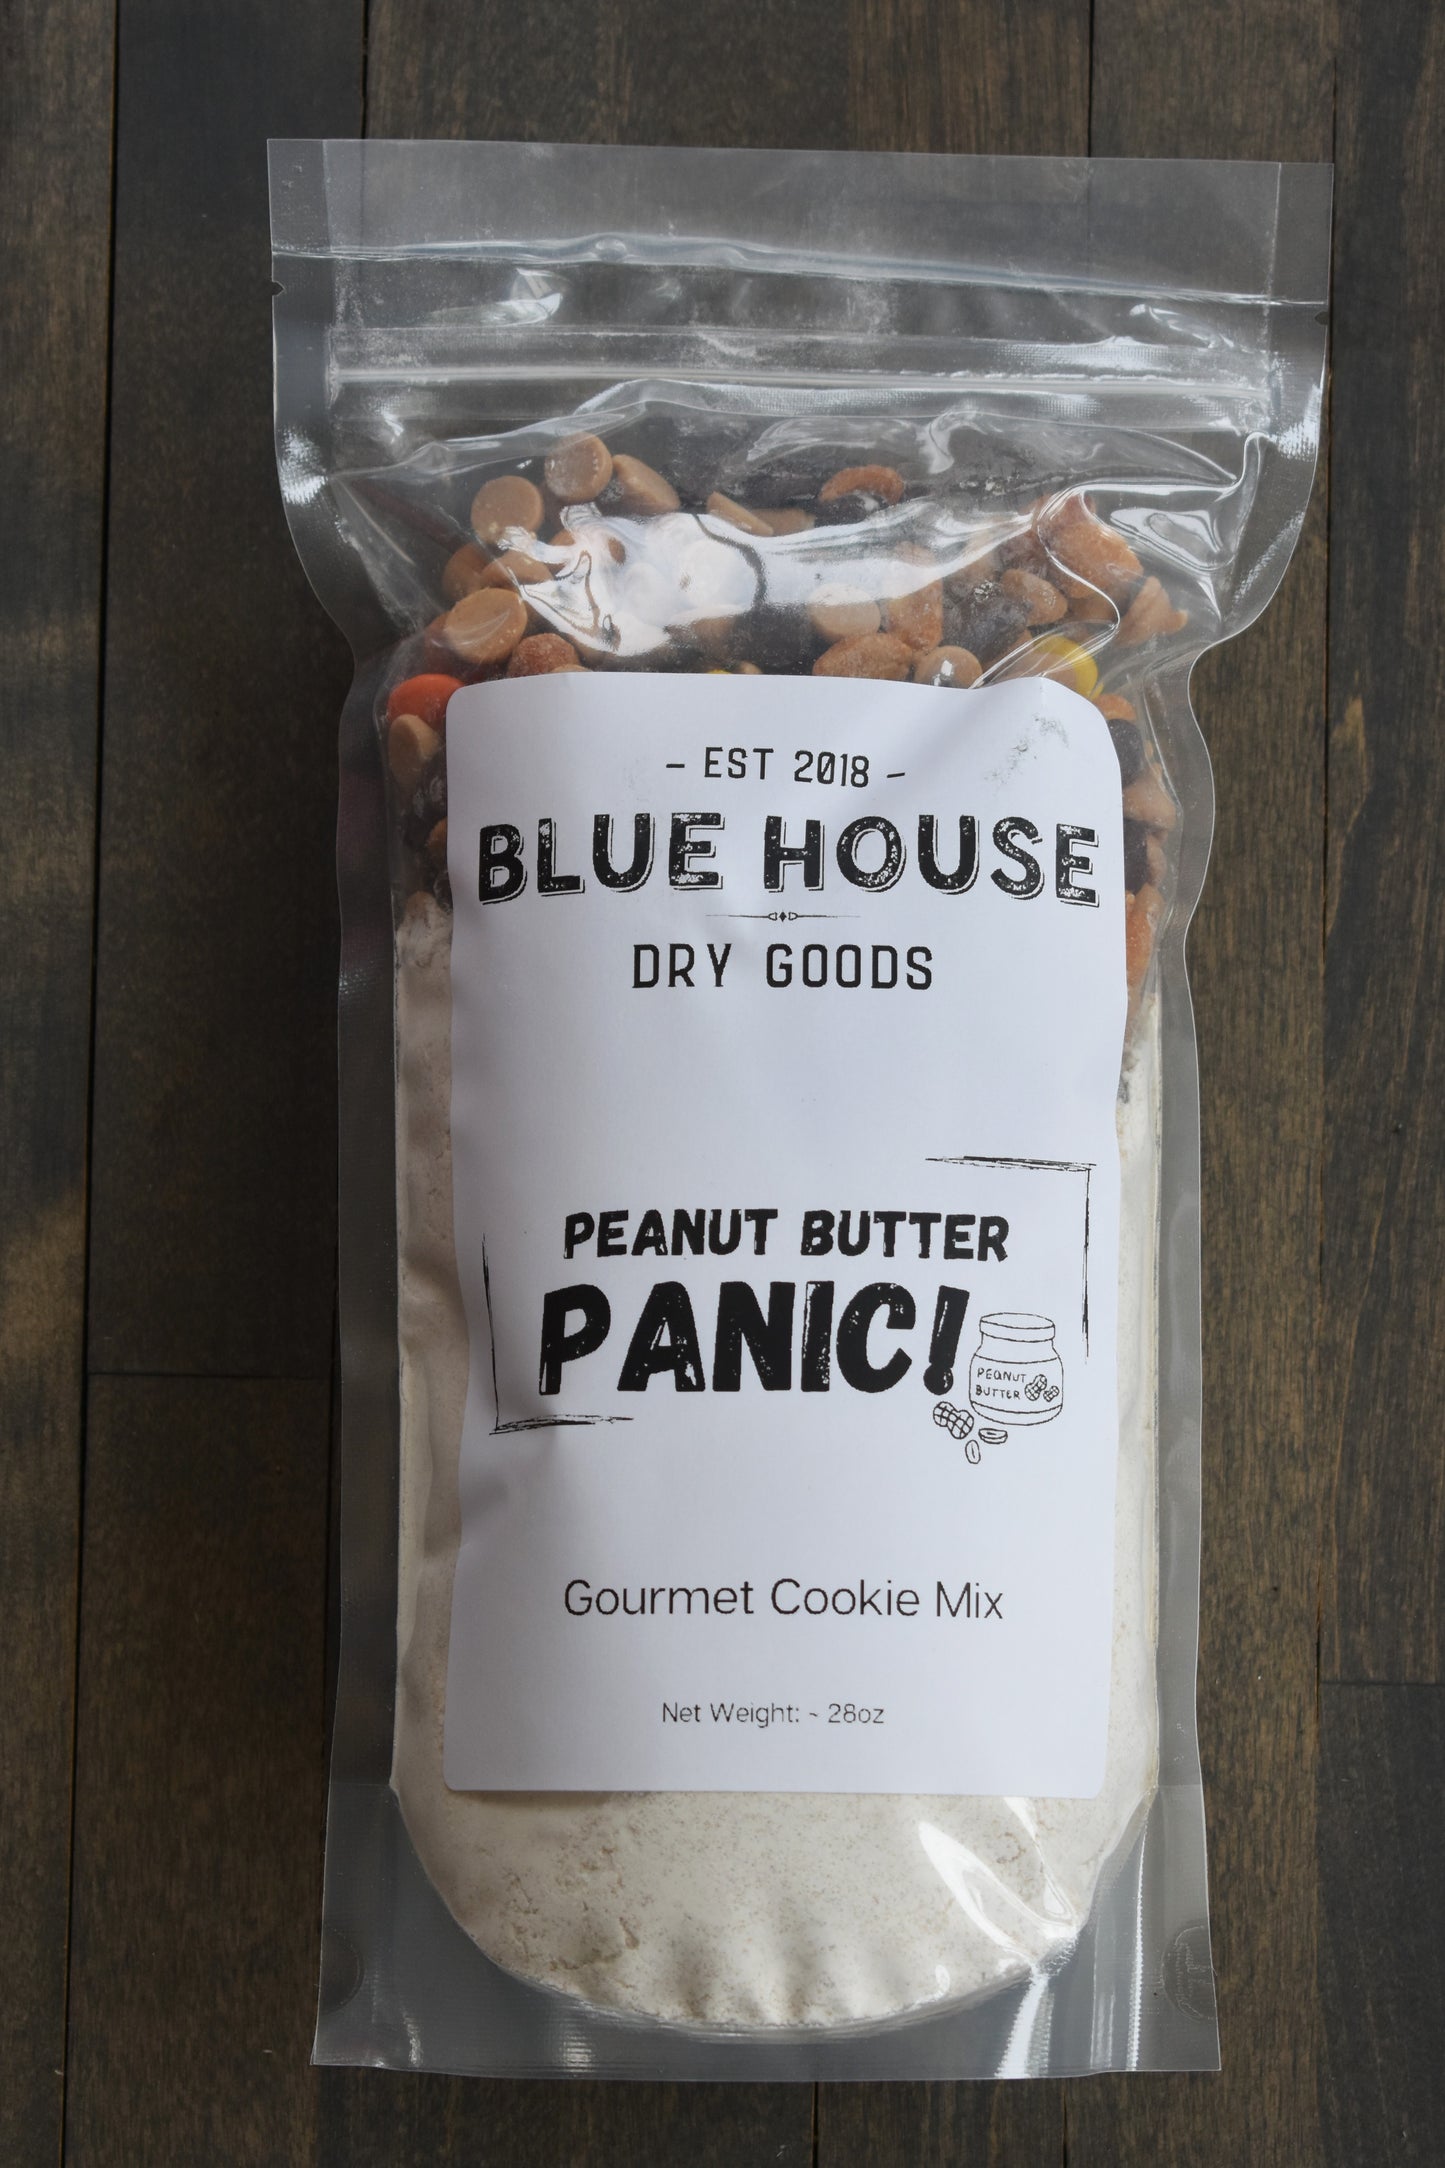 – EST 2018 –
BLUE HOUSE
DRY GOODS
PEANUT BUTTER
PANIC!
PEANUT
BUTTER
Gourmet Cookie Mix
Net Weight: ~ 28oz